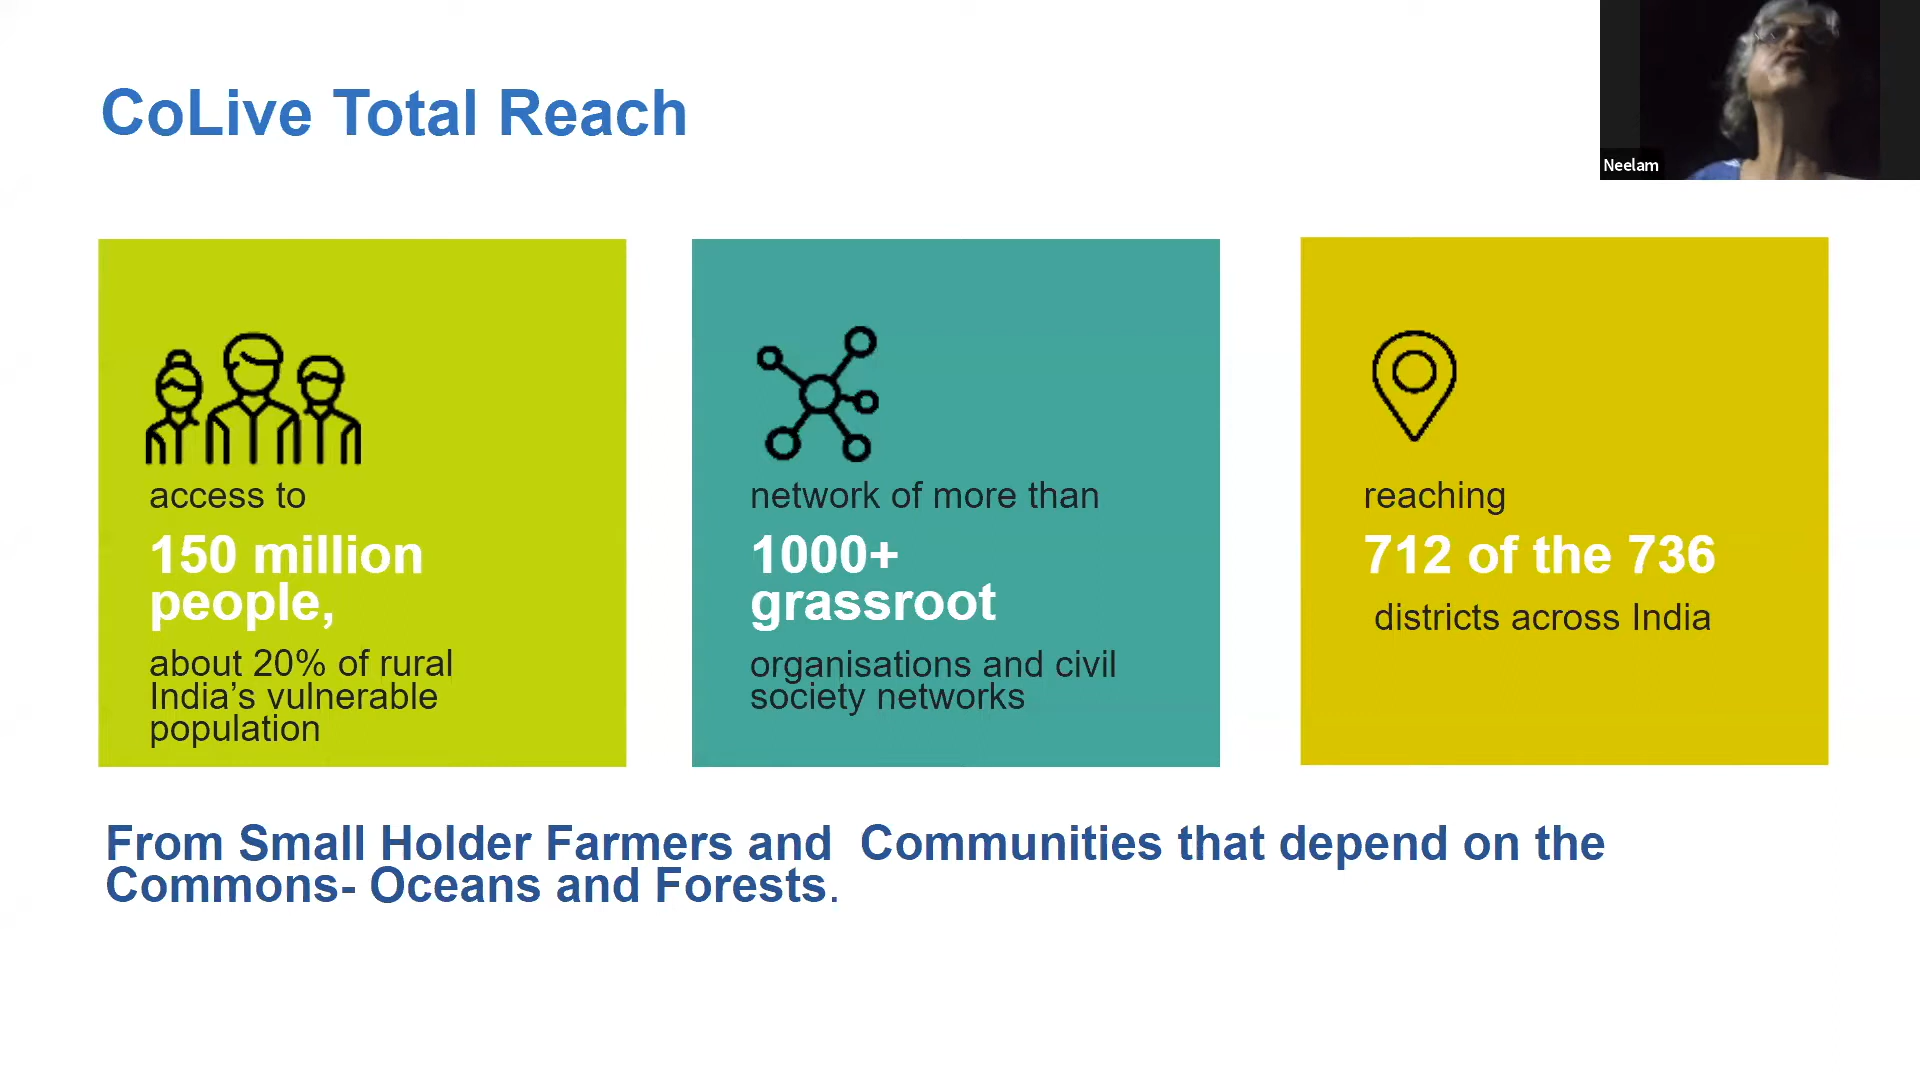 CoLive Total Reach
Neelam
access to
150 million
people,
about 20% of rural
India’s vulnerable
population
network of more than
1000+
grassroot
organisations and civil
society networks
reaching
712 of the 736
districts across India
From Small Holder Farmers and  Communities that depend on the
Commons- Oceans and Forests.